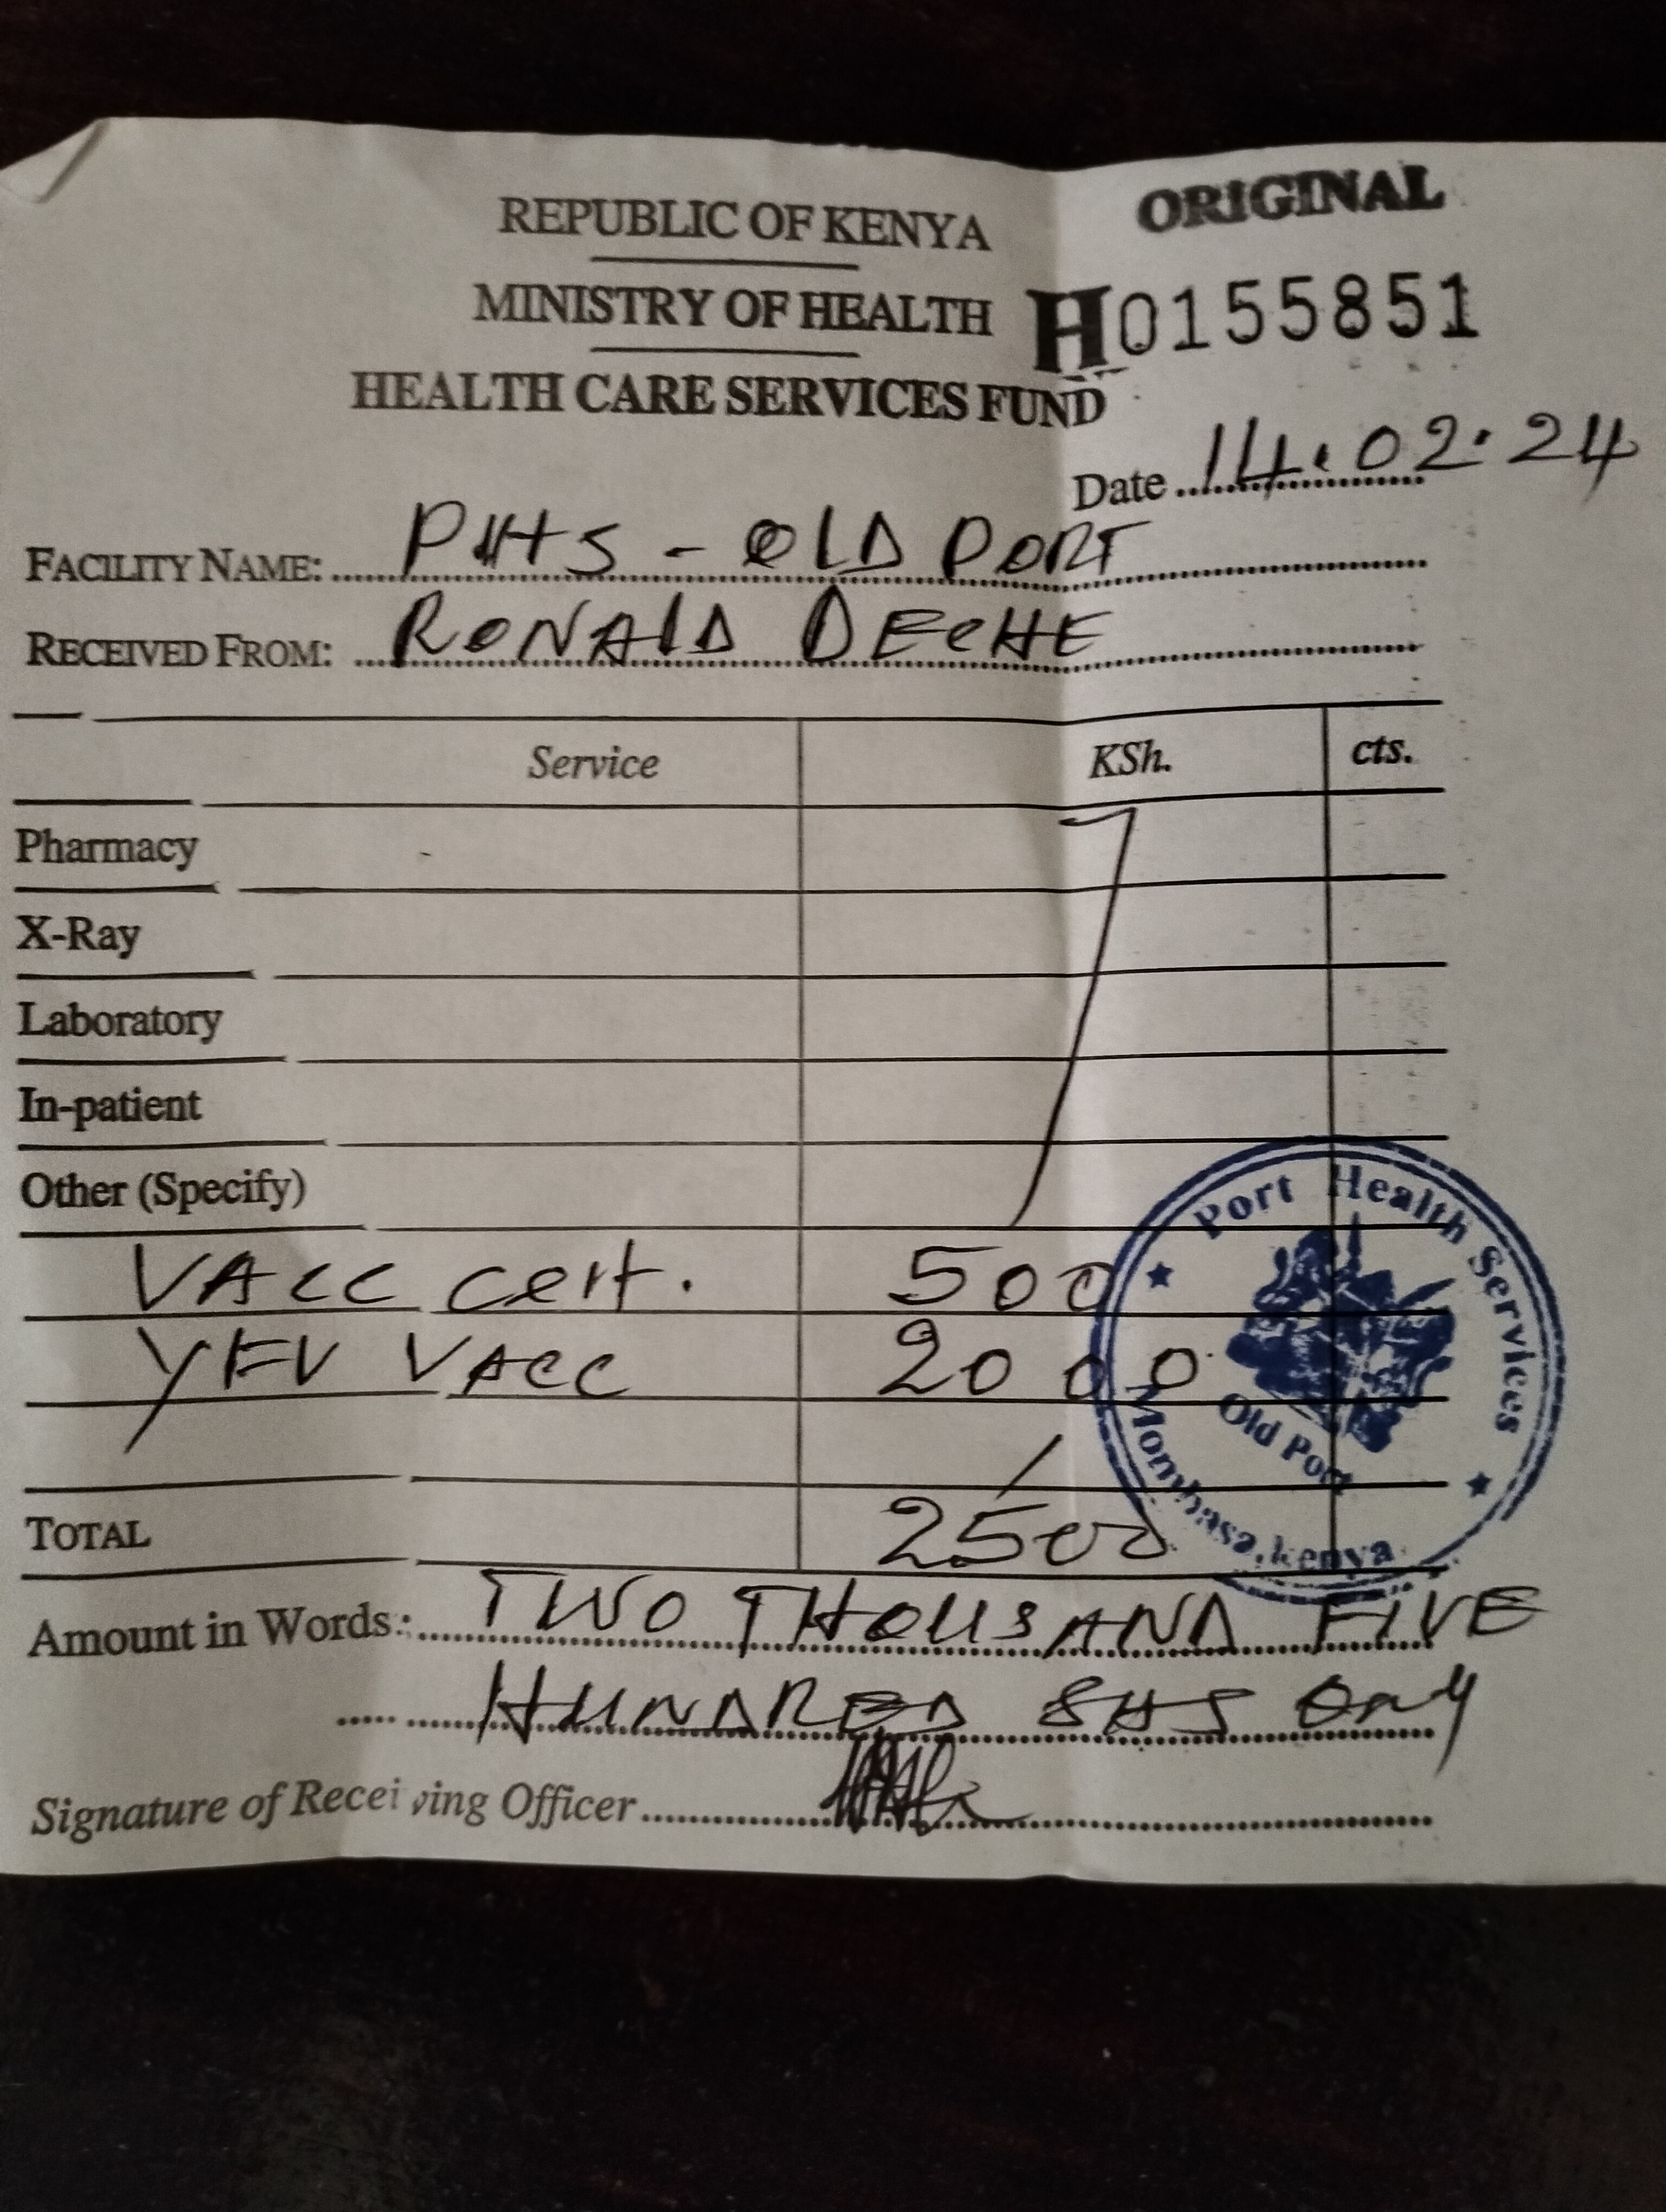 ORIGINAL
REPUBLIC OF KENYA
MINISTRY OF HEALTH
H0155851
HEALTH CARE SERVICES FUND
Date 14.02.24
FACILITY NAME: PHS - OLD PORT
RECEIVED FROM: RONALD DECHE
Service KSh. cts.
Pharmacy
X-Ray
Laboratory
In-patient
Other (Specify)
VAcc cert. 500
YFV VAcc 2000
TOTAL 2500
Port Health Services
Old Port
Mombasa, Kenya
Amount in Words: TWO THOUSAND FIVE
HUNDRED SHS Only
Signature of Receiving Officer